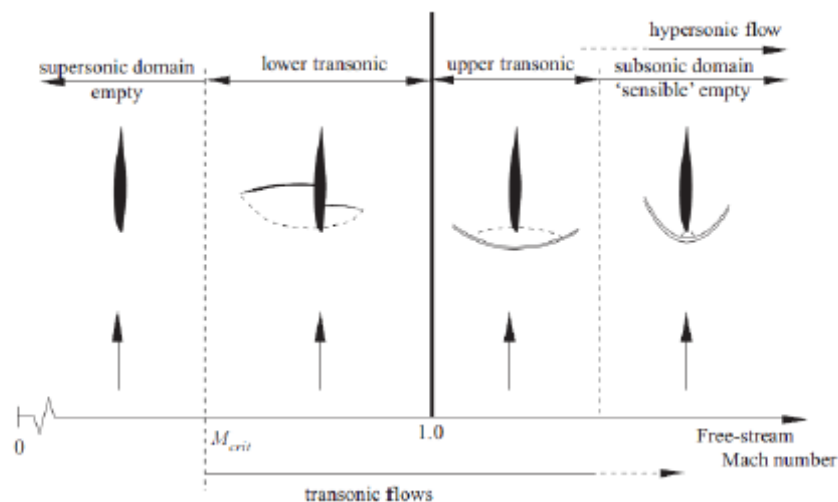 hypersonic flow
supersonic domain
empty
lower transonic
upper transonic
subsonic domain
'sensible' empty
0
M_crit
1.0
Free-stream
Mach number
transonic flows